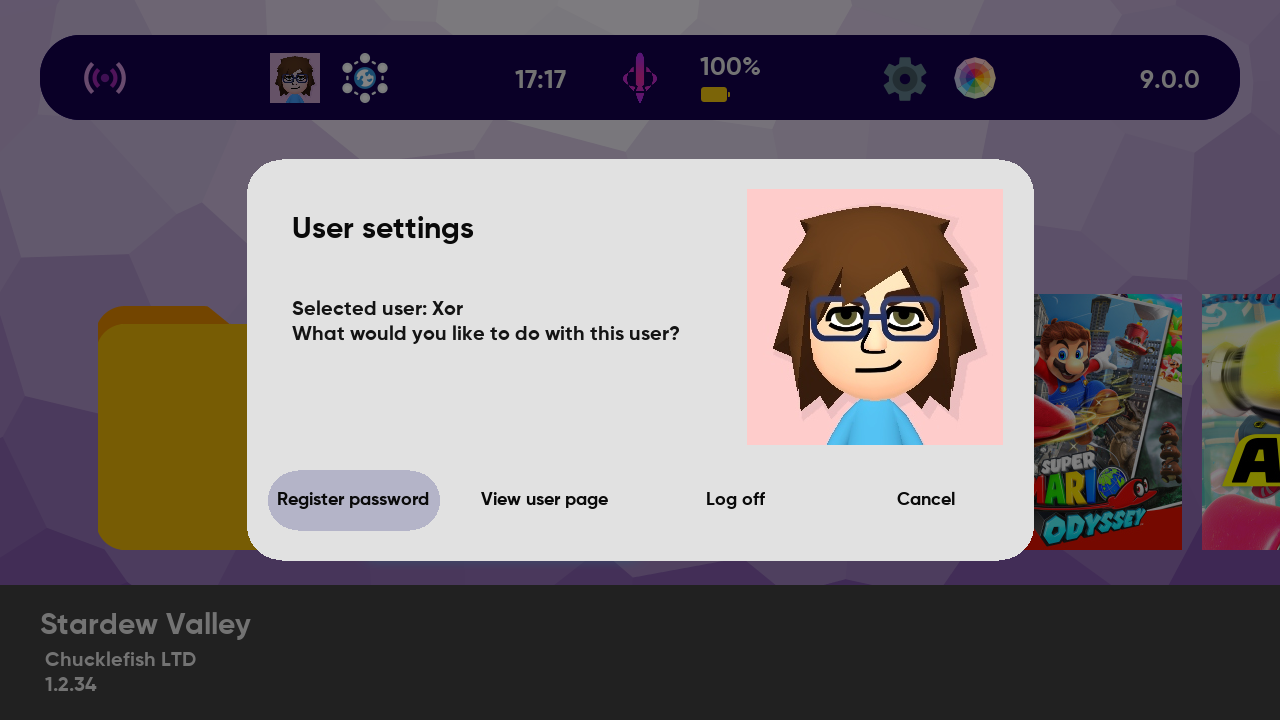 17:17
100%
9.0.0
User settings
Selected user: Xor
What would you like to do with this user?
Register password
View user page
Log off
Cancel
SUPER
MARIO
ODYSSEY
Stardew Valley
Chucklefish LTD
1.2.34